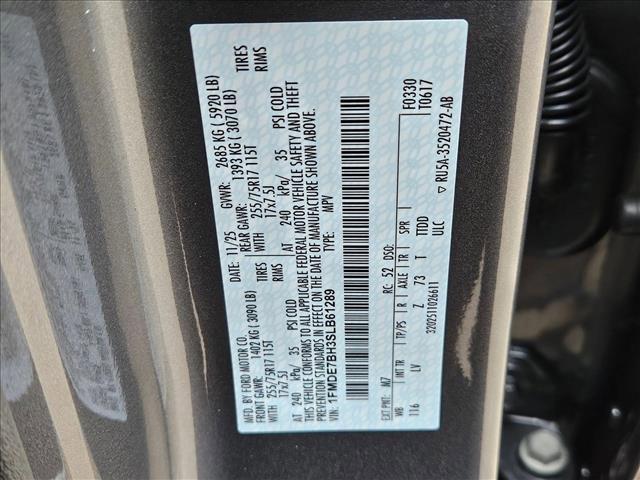 MFD. BY FORD MOTOR CO.
DATE: 11/25 GVWR: 2685 KG ( 5920 LB)
FRONT GAWR: 1402 KG (3090 LB) REAR GAWR: 1393 KG (3070 LB)
WITH 255/75R17 115T TIRES WITH 255/75R17 115T TIRES
17x7.5J RIMS 17x7.5J RIMS
AT 240 kPa/ 35 PSI COLD AT 240 kPa/ 35 PSI COLD
THIS VEHICLE CONFORMS TO ALL APPLICABLE FEDERAL MOTOR VEHICLE SAFETY AND THEFT
PREVENTION STANDARDS IN EFFECT ON THE DATE OF MANUFACTURE SHOWN ABOVE.
VIN: 1FMDE7BH3SLB61289 TYPE: MPV
F0330
T0617
EXT PNT: M7 RC: 52 DSO:
WB INT TR TP/PS R AXLE TR SPR
116 LV Z 73 T TTDD
ULC
3202511026611
RU5A-3520472-AB